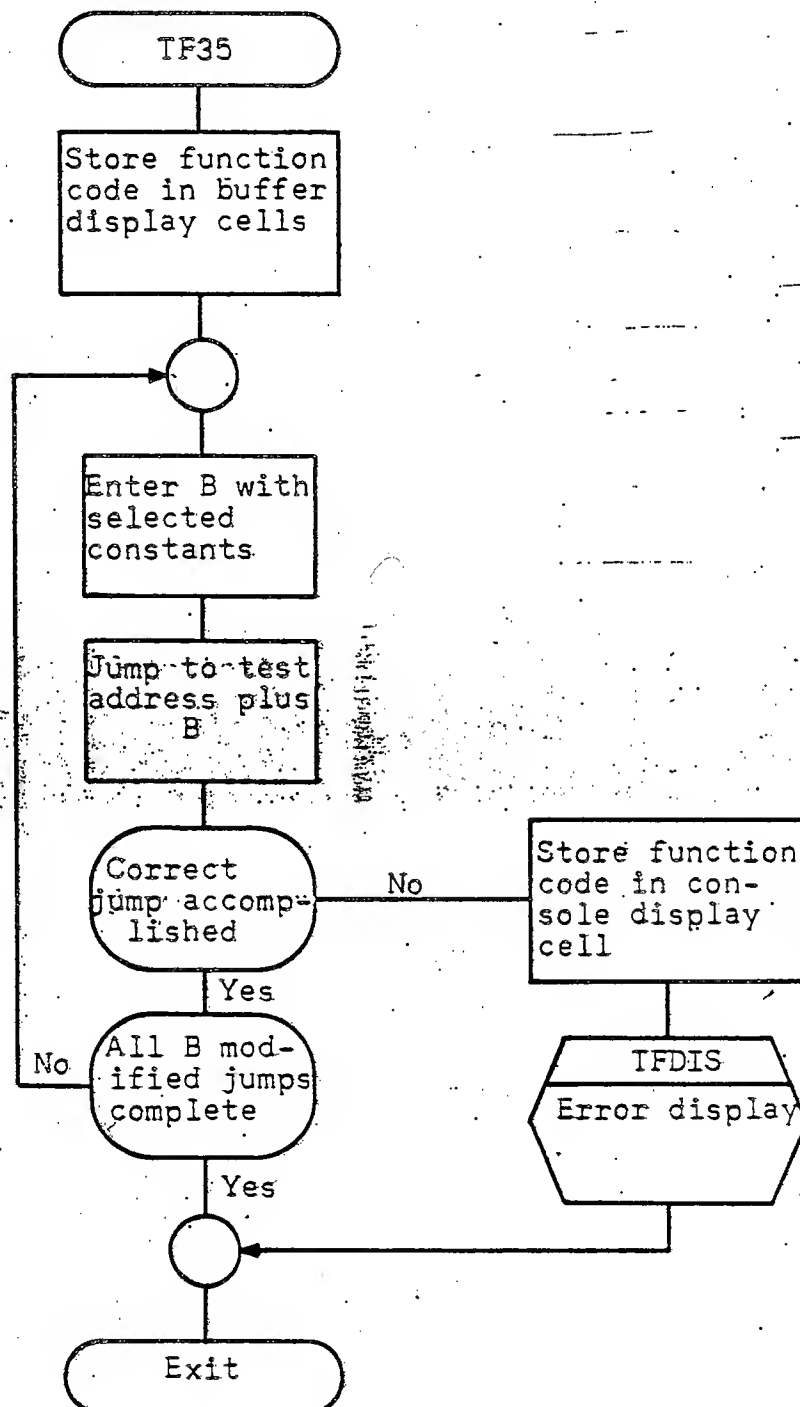 TF35
Store function
code in buffer
display cells
Enter B with
selected
constants
Jump to test
address plus
B
Correct
jump accomp-
lished
No
Store function
code in con-
sole display
cell
Yes
All B mod-
ified jumps
complete
No
TFDIS
Error display
Yes
Exit